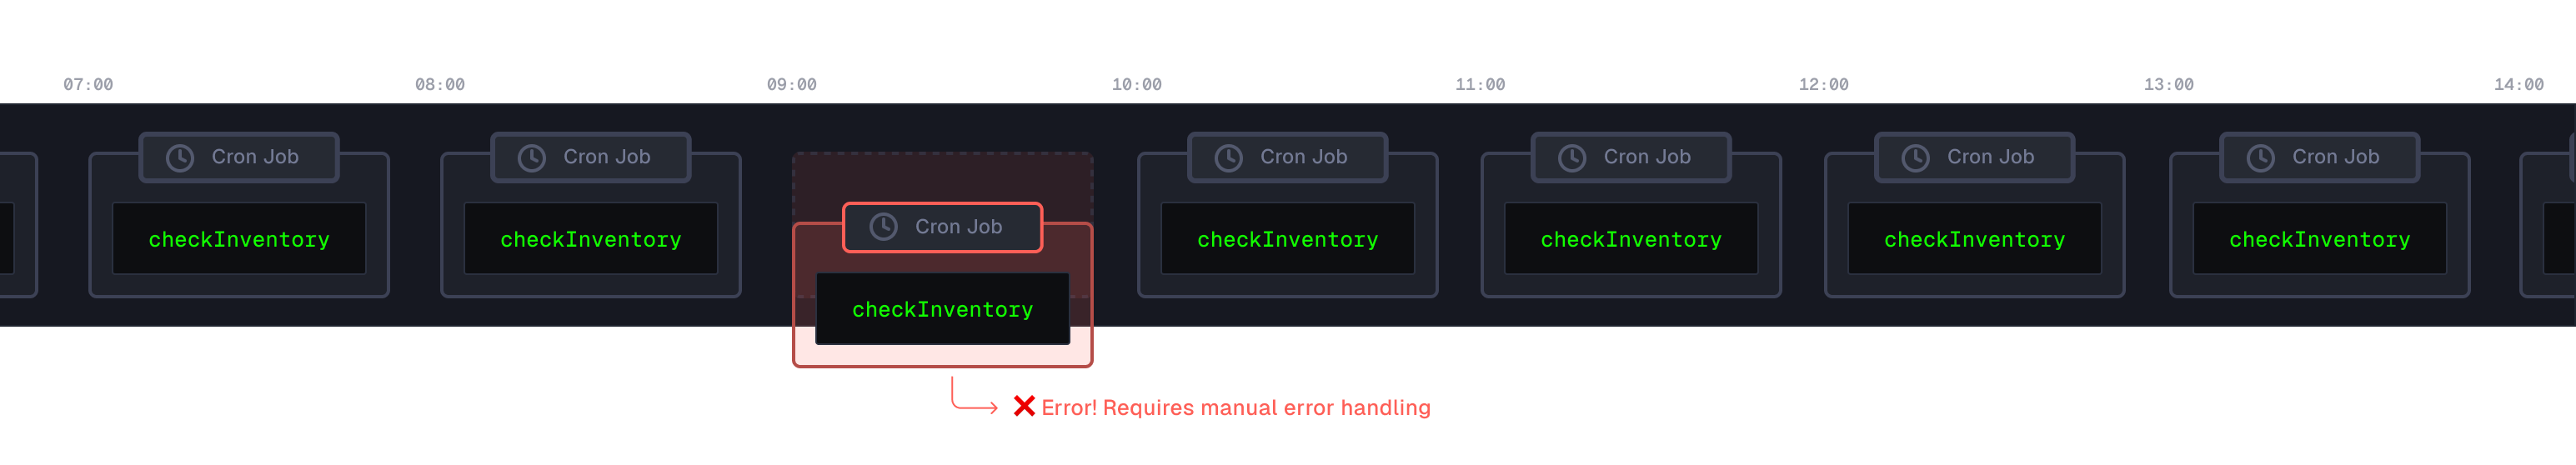 07:00 08:00 09:00 10:00 11:00 12:00 13:00 14:00
Cron Job Cron Job Cron Job Cron Job Cron Job Cron Job
checkInventory checkInventory checkInventory checkInventory checkInventory checkInventory
Cron Job
checkInventory
❌ Error! Requires manual error handling